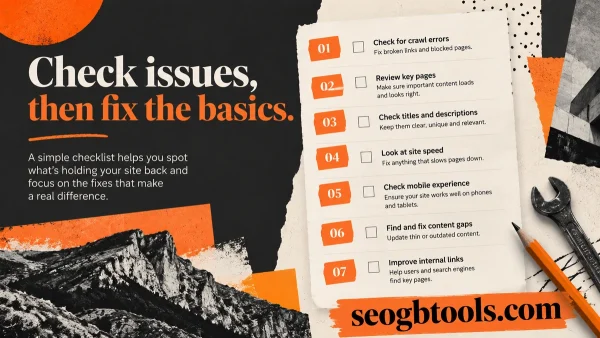 Check issues,
then fix the basics.
A simple checklist helps you spot
what's holding your site back and
focus on the fixes that make
a real difference.
01
Check for crawl errors
Fix broken links and blocked pages.
02
Review key pages
Make sure important content loads
and looks right.
03
Check titles and descriptions
Keep them clear, unique and relevant.
04
Look at site speed
Fix anything that slows pages down.
05
Check mobile experience
Ensure your site works well on phones
and tablets.
06
Find and fix content gaps
Update thin or outdated content.
07
Improve internal links
Help users and search engines
find key pages.
seogbtools.com